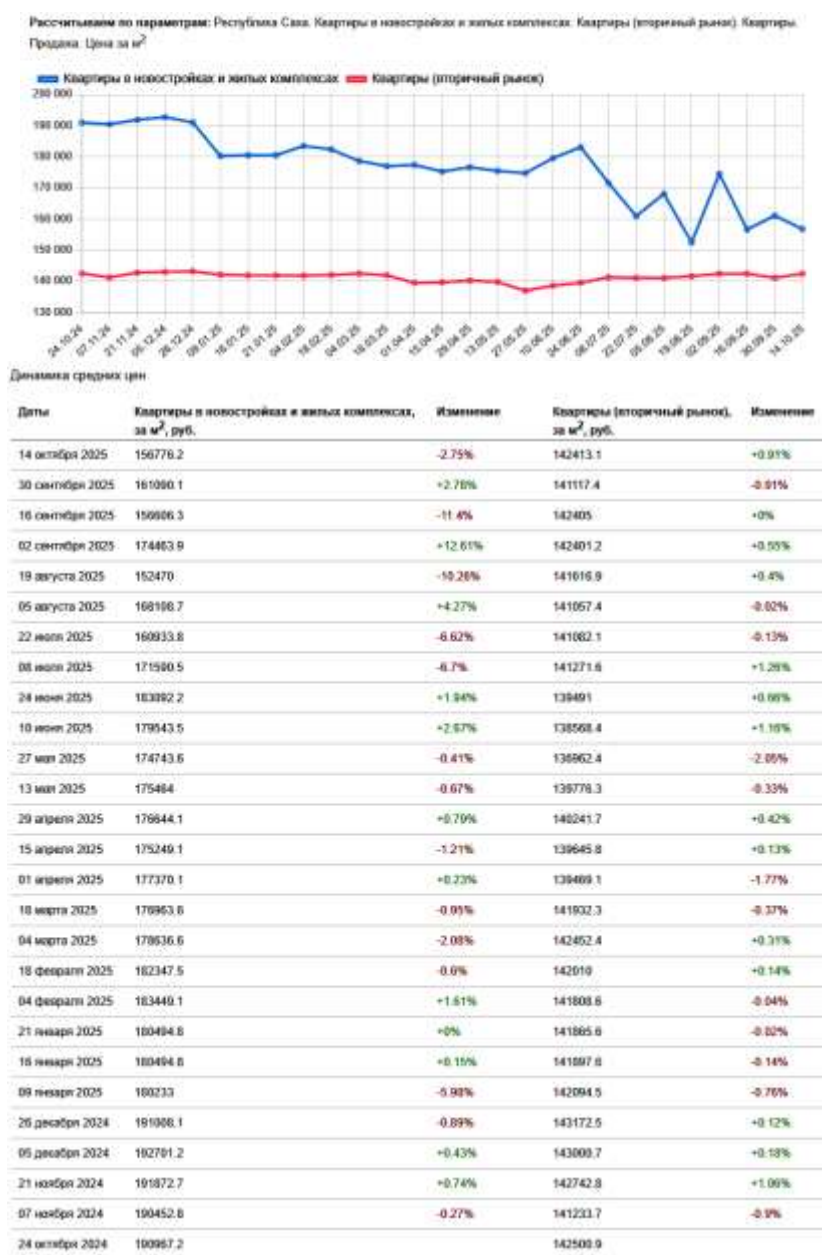 Рассчитываем по параметрам: Республика Саха. Квартиры в новостройках и жилых комплексах. Квартиры (вторичный рынок). Квартиры.
Продажа. Цена за м2
Квартиры в новостройках и жилых комплексах Квартиры (вторичный рынок)
200 000
190 000
180 000
170 000
160 000
150 000
140 000
130 000
24.10.24 07.11.24 21.11.24 05.12.24 26.12.24 09.01.25 16.01.25 21.01.25 04.02.25 18.02.25 04.03.25 18.03.25 01.04.25 15.04.25 29.04.25 13.05.25 27.05.25 10.06.25 24.06.25 08.07.25 22.07.25 05.08.25 19.08.25 02.09.25 16.09.25 30.09.25 14.10.25
Динамика средних цен
Даты Квартиры в новостройках и жилых комплексах, Изменение Квартиры (вторичный рынок), Изменение
за м2, руб. за м2, руб.
14 октября 2025 156776.2 -2.75% 142413.1 +0.91%
30 сентября 2025 161090.1 +2.78% 141117.4 -0.91%
16 сентября 2025 156606.3 -11.4% 142405 +0%
02 сентября 2025 174463.9 +12.61% 142401.2 +0.55%
19 августа 2025 152470 -10.26% 141616.9 +0.4%
05 августа 2025 168108.7 +4.27% 141057.4 -0.02%
22 июля 2025 160933.8 -6.62% 141082.1 -0.13%
08 июля 2025 171590.5 -6.7% 141271.6 +1.26%
24 июня 2025 183092.2 +1.94% 139491 +0.66%
10 июня 2025 179543.5 +2.67% 138568.4 +1.16%
27 мая 2025 174743.6 -0.41% 136962.4 -2.05%
13 мая 2025 175464 -0.67% 139776.3 -0.33%
29 апреля 2025 176644.1 +0.79% 140241.7 +0.42%
15 апреля 2025 175249.1 -1.21% 139645.8 +0.13%
01 апреля 2025 177370.1 +0.23% 139469.1 -1.77%
18 марта 2025 176963.6 -0.95% 141932.3 -0.37%
04 марта 2025 178636.6 -2.08% 142452.4 +0.31%
18 февраля 2025 182347.5 -0.6% 142010 +0.14%
04 февраля 2025 183449.1 +1.61% 141808.6 -0.04%
21 января 2025 180494.8 +0% 141865.6 -0.02%
16 января 2025 180494.8 +0.15% 141897.6 -0.14%
09 января 2025 180233 -5.98% 142094.5 -0.76%
26 декабря 2024 191008.1 -0.89% 143172.5 +0.12%
05 декабря 2024 192701.2 +0.43% 143000.7 +0.18%
21 ноября 2024 191872.7 +0.74% 142742.8 +1.06%
07 ноября 2024 190452.8 -0.27% 141233.7 -0.9%
24 октября 2024 190967.2 142500.9